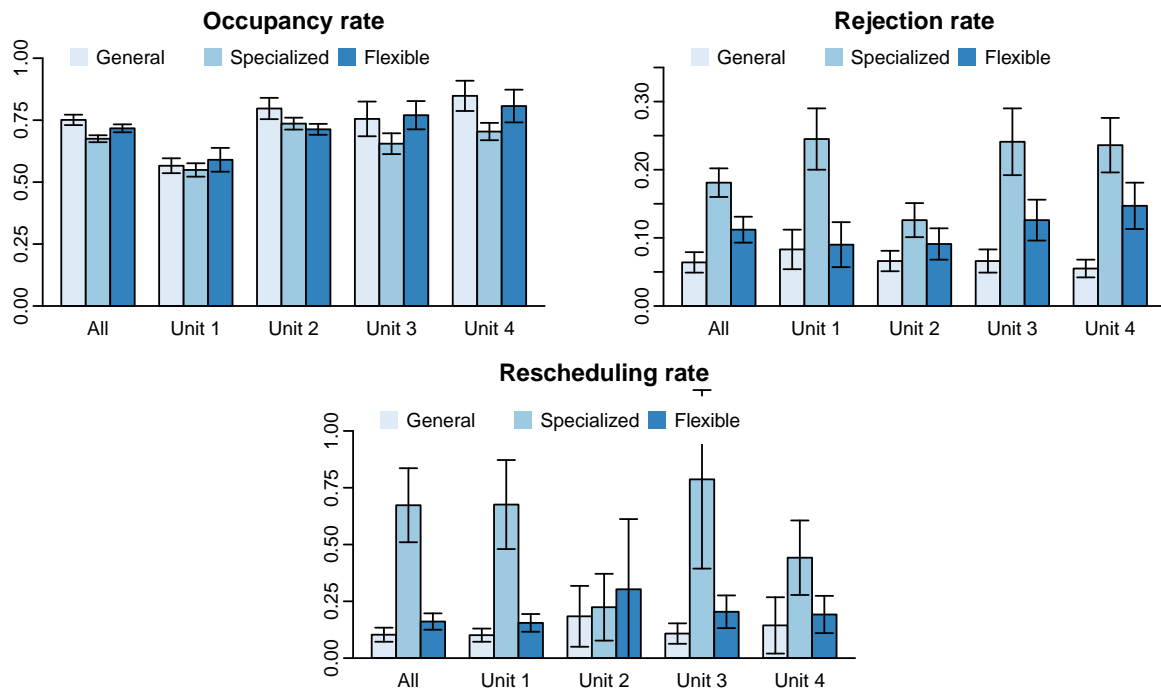 Occupancy rate
General Specialized Flexible
1.00
0.75
0.50
0.25
0.00
All Unit 1 Unit 2 Unit 3 Unit 4
Rejection rate
General Specialized Flexible
0.30
0.20
0.10
0.00
All Unit 1 Unit 2 Unit 3 Unit 4
Rescheduling rate
General Specialized Flexible
1.00
0.75
0.50
0.25
0.00
All Unit 1 Unit 2 Unit 3 Unit 4